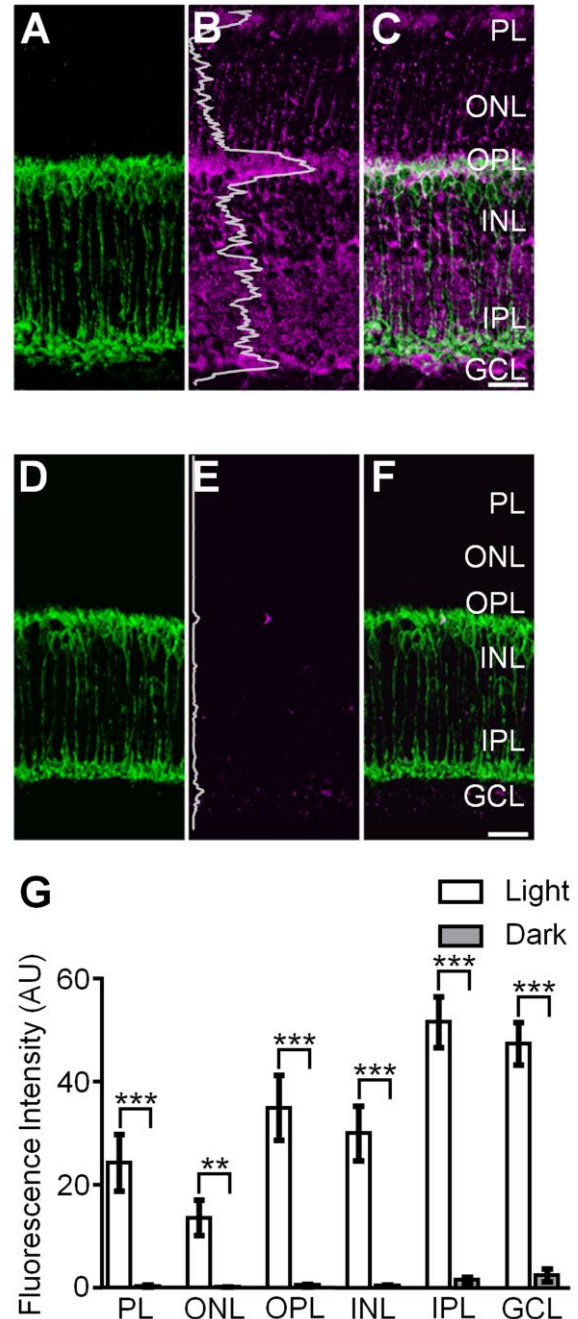 A B C
PL
ONL
OPL
INL
IPL
GCL
D E F
PL
ONL
OPL
INL
IPL
GCL
G
Light
Dark
Fluorescence Intensity (AU)
60
40
20
0
*** ** *** *** *** ***
PL ONL OPL INL IPL GCL